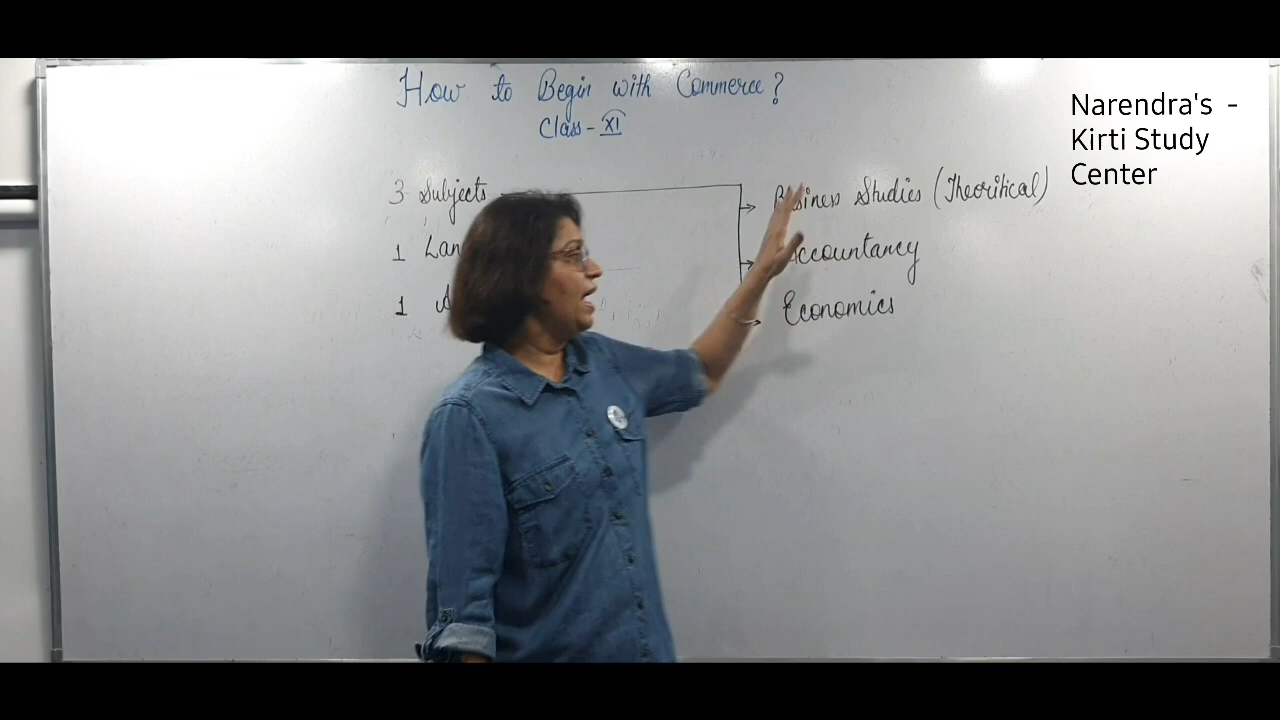 How to Begin with Commerce?
Class - XI
Narendra's -
Kirti Study
Center
3 Subjects
Business Studies (Theoritical)
1
Accountancy
1
Economics